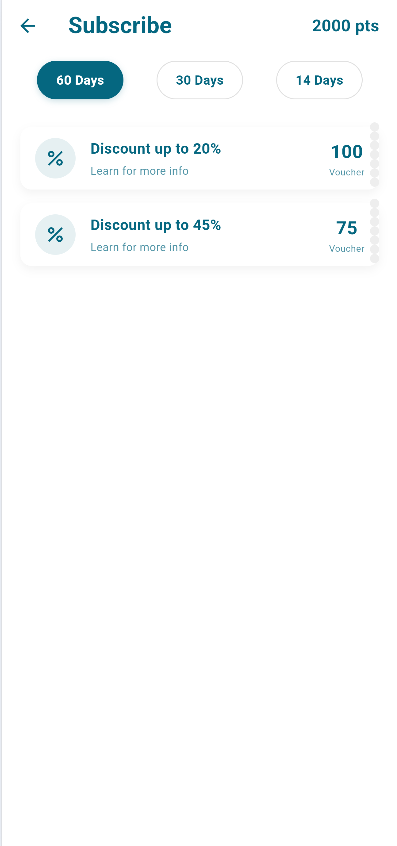 Subscribe 2000 pts
60 Days 30 Days 14 Days
Discount up to 20% 100
Learn for more info Voucher
Discount up to 45% 75
Learn for more info Voucher